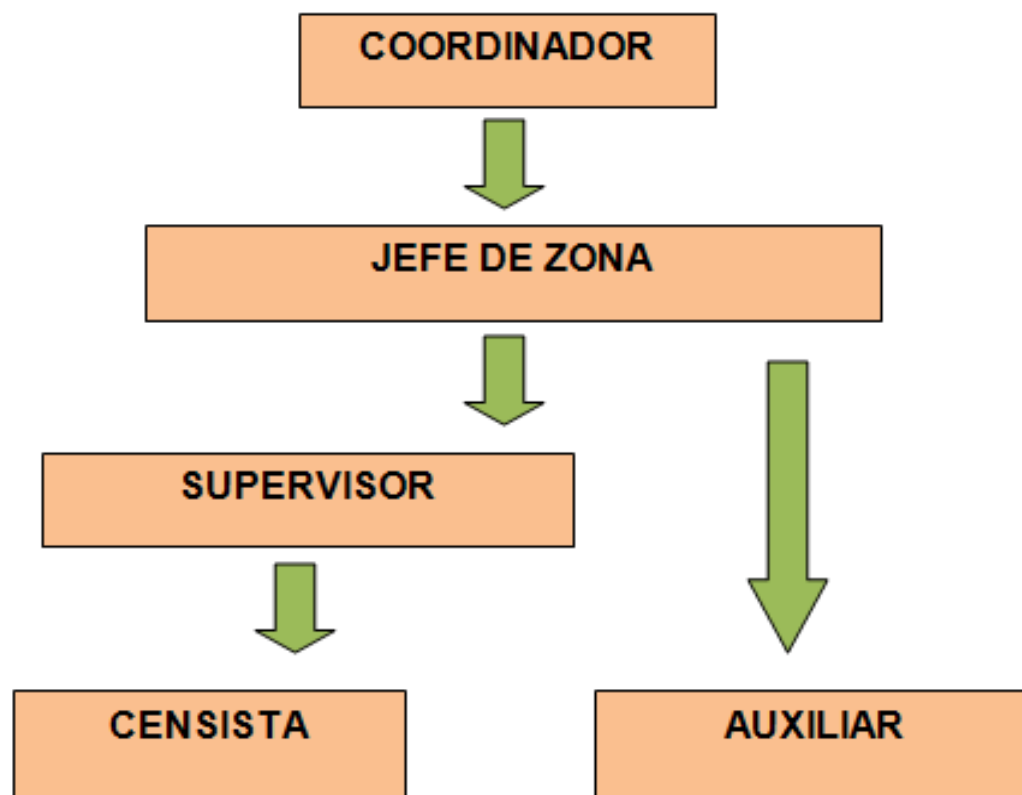 COORDINADOR
JEFE DE ZONA
SUPERVISOR
CENSISTA
AUXILIAR